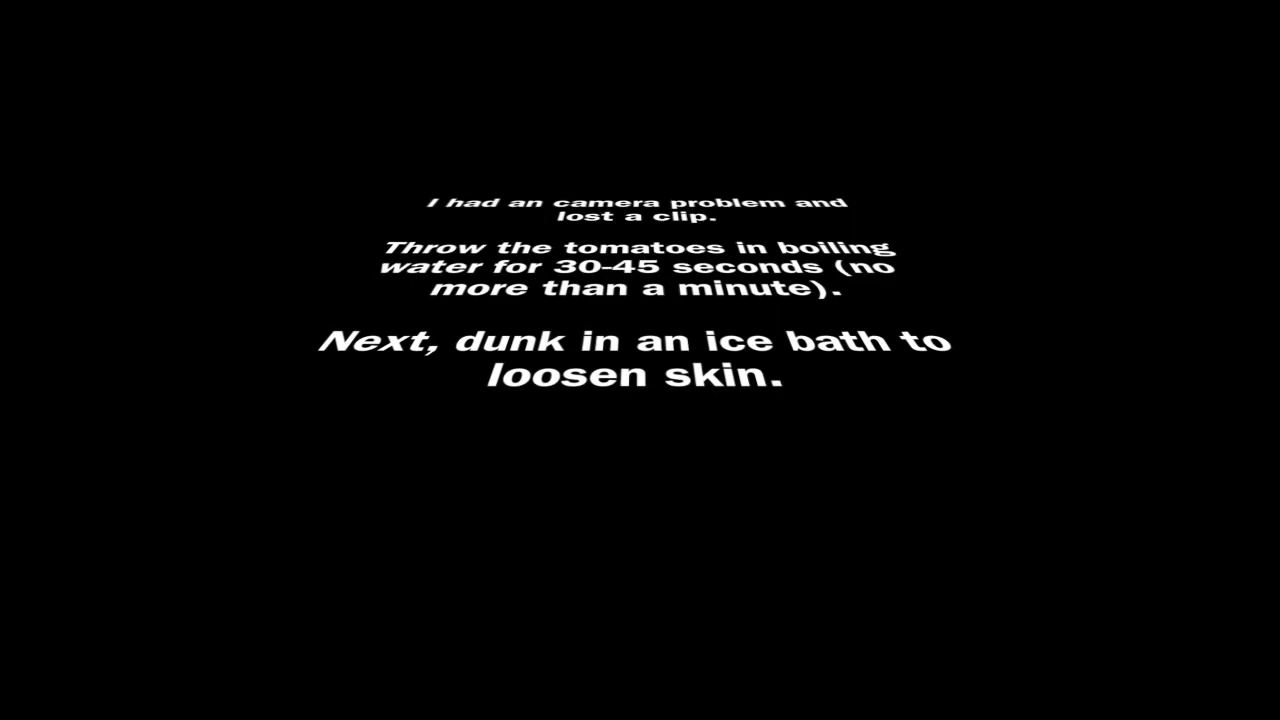 I had an camera problem and
lost a clip.
Throw the tomatoes in boiling
water for 30-45 seconds (no
more than a minute).
Next, dunk in an ice bath to
loosen skin.